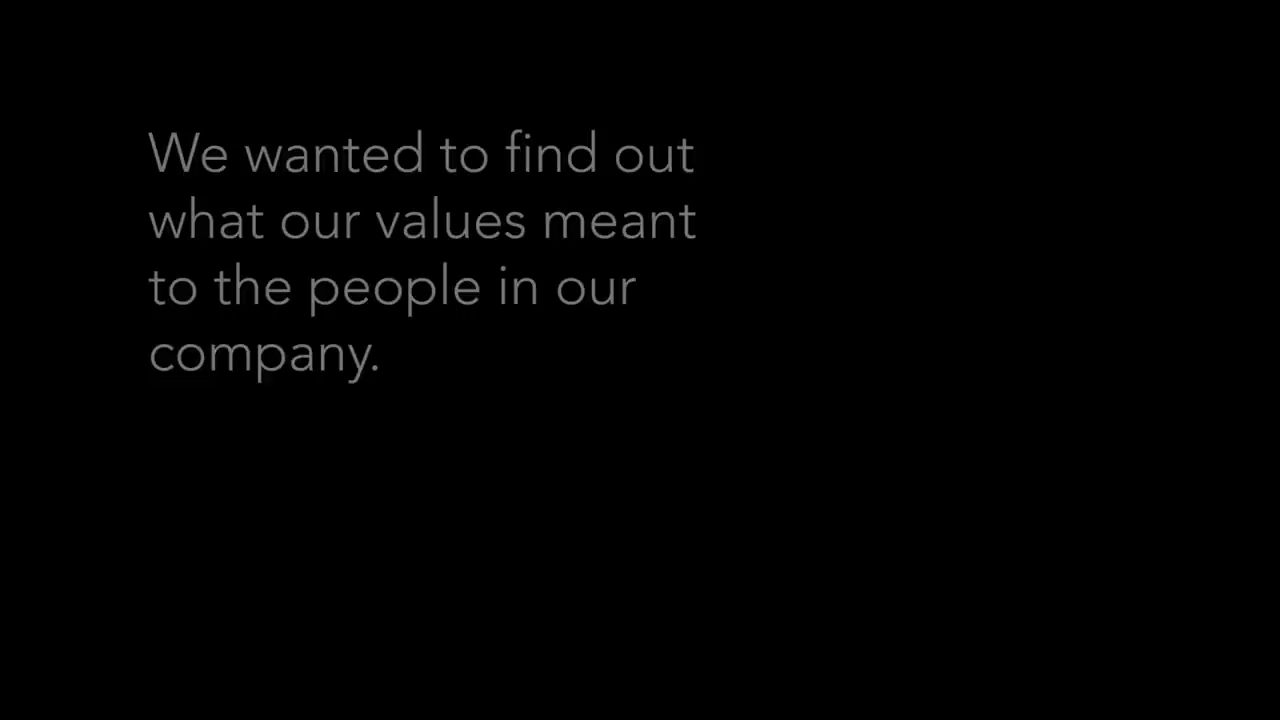 We wanted to find out
what our values meant
to the people in our
company.